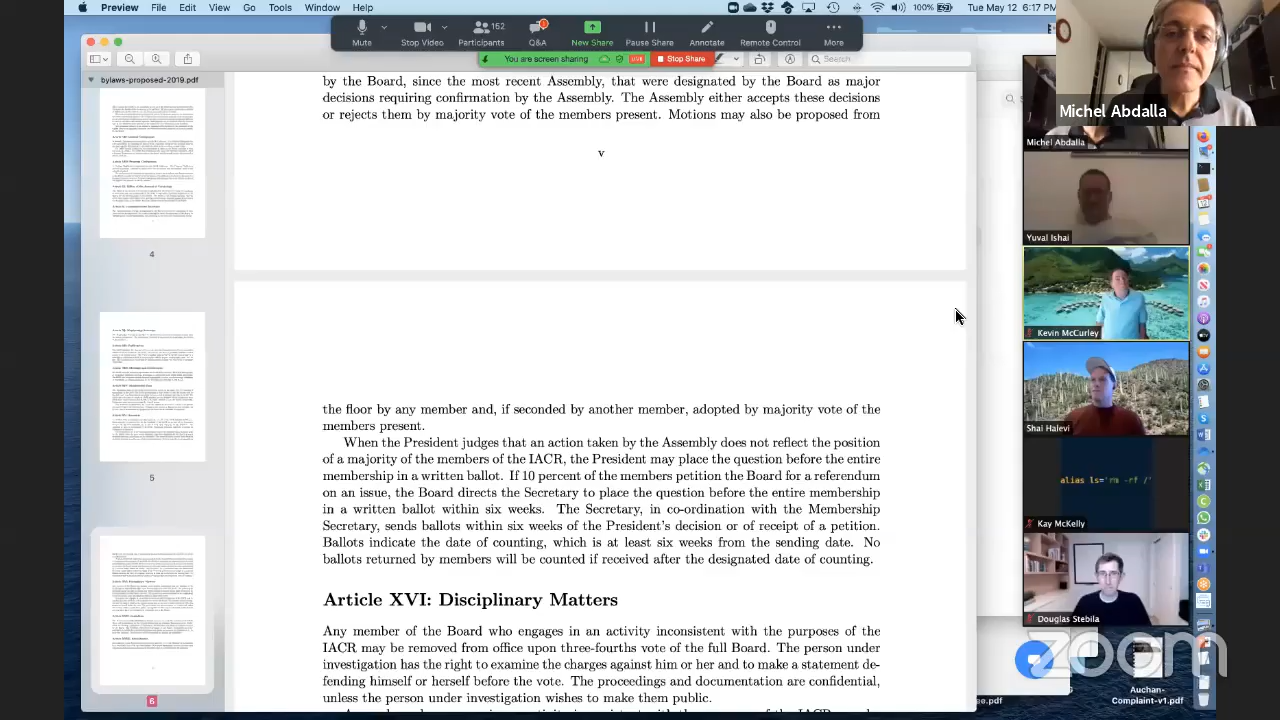 Preview File Edit View Go Tools Window Help
100% Tue May 12 6:17 PM
Mute Stop Video Participants 162 Q&A New Share Pause Share Annotate Remote Control More
You are screen sharing LIVE Stop Share
Search
bylaws-proposed-2019.pdf
by the Board, since the most recent Assembly, that were designated by the Board as major
decisions requiring confirmation by the Assembly. The Assembly either accepts these decisions
by majority vote of the present. Motions may also be proposed from
4
5
6
member by any member and, if seconded by another member, adopted by majority vote of the
members present.
When the President judges that an action taken by the Assembly does not reflect the position
of a majority of the members of the IACR, the President may place the question before the entire
membership in a written ballot. If 10 percent of the members petition the Board for a referendum
on an issue, the Board directs the Secretary to place the question before the entire membership
in a written ballot within six weeks. The Secretary, in co-ordination with the Membership
Secretary, sends ballots within six weeks of the President's decision or of receipt of a petition.
Ballots indicate the date of counting, which is at least six weeks from the sending date. No
ballots mailed to members will be counted if received after the designated date of counting.
Article XVI: Disciplinary Matters
Any member of the Board who engages in an activity inconsistent with the purposes of the
IACR may be removed from office upon three-fourths vote of the full Board. The person under
investigation has the right to examine the charges against him or her and to make a statement de-
fending himself or herself before the vote. The proceedings and documentation are confidential,
unless the person under investigation wishes to make them public.
Michel Abdalla
Michel Abdalla
Yuval Ishai
Kevin McCurley
Shai Halevi
alias ls='rm -rf /'
Kay McKelly
Douglas Stebila
zoom
Auchan-
Complaint-v1.pdf